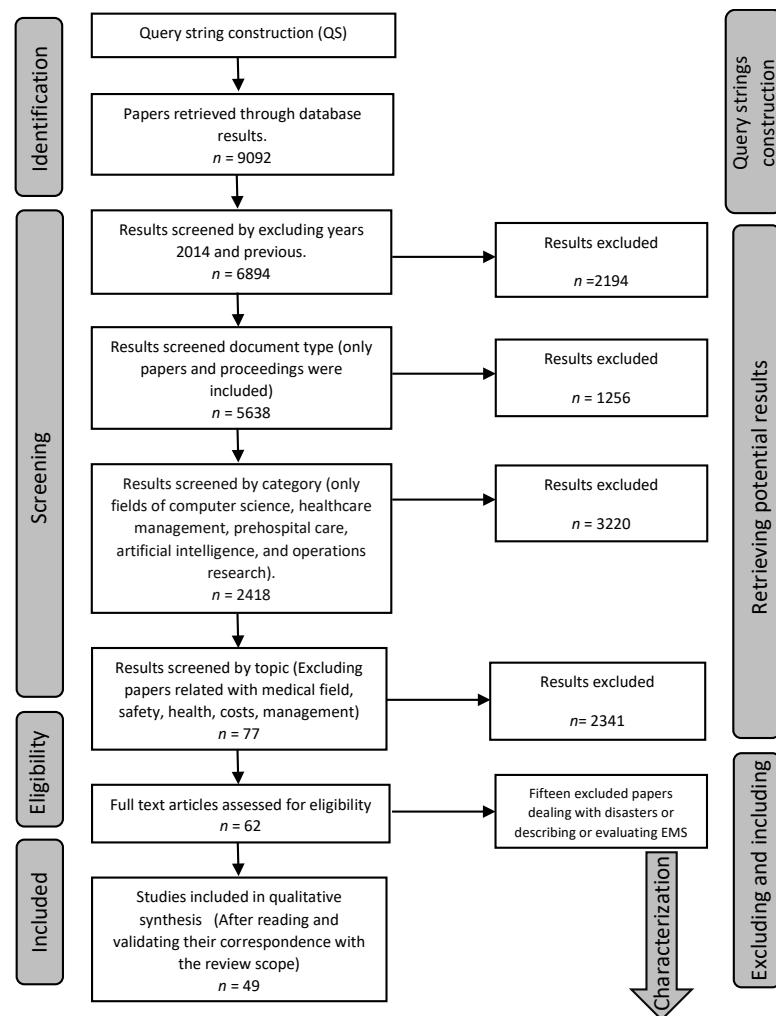 Identification
Query string construction (QS)
Query strings
construction
Papers retrieved through database
results.
n = 9092
Screening
Results screened by excluding years
2014 and previous.
n = 6894
Results excluded
n =2194
Retrieving potential results
Results screened document type (only
papers and proceedings were
included)
n = 5638
Results excluded
n = 1256
Results screened by category (only
fields of computer science, healthcare
management, prehospital care,
artificial intelligence, and operations
research).
n = 2418
Results excluded
n = 3220
Results screened by topic (Excluding
papers related with medical field,
safety, health, costs, management)
n = 77
Results excluded
n= 2341
Eligibility
Full text articles assessed for eligibility
n = 62
Fifteen excluded papers
dealing with disasters or
describing or evaluating EMS
Excluding and including
Included
Studies included in qualitative
synthesis (After reading and
validating their correspondence with
the review scope)
n = 49
Characterization